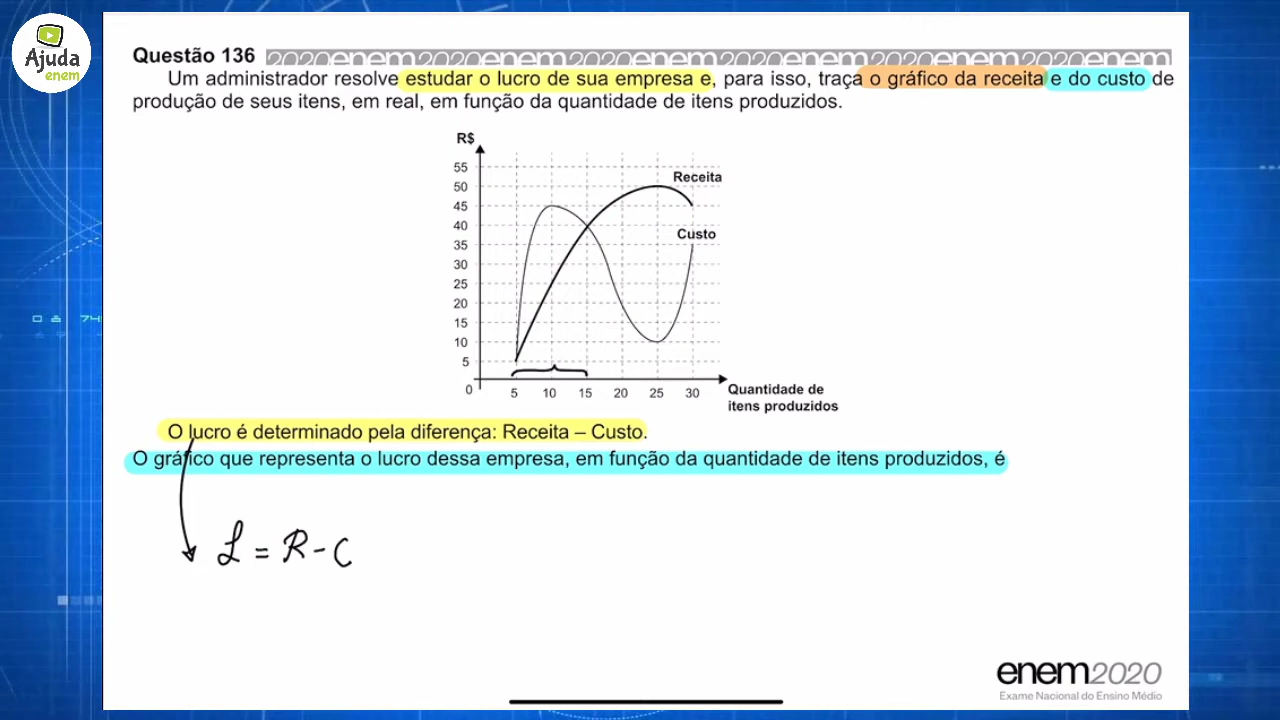 Ajuda
enem
Questão 136
2020enem2020enem2020enem2020enem2020enem2020enem
Um administrador resolve estudar o lucro de sua empresa e, para isso, traça o gráfico da receita e do custo de
produção de seus itens, em real, em função da quantidade de itens produzidos.
R$
55
50
45
40
35
30
25
20
15
10
5
0
Receita
Custo
5 10 15 20 25 30
Quantidade de
itens produzidos
O lucro é determinado pela diferença: Receita – Custo.
O gráfico que representa o lucro dessa empresa, em função da quantidade de itens produzidos, é
L = R - C
enem2020
Exame Nacional do Ensino Médio